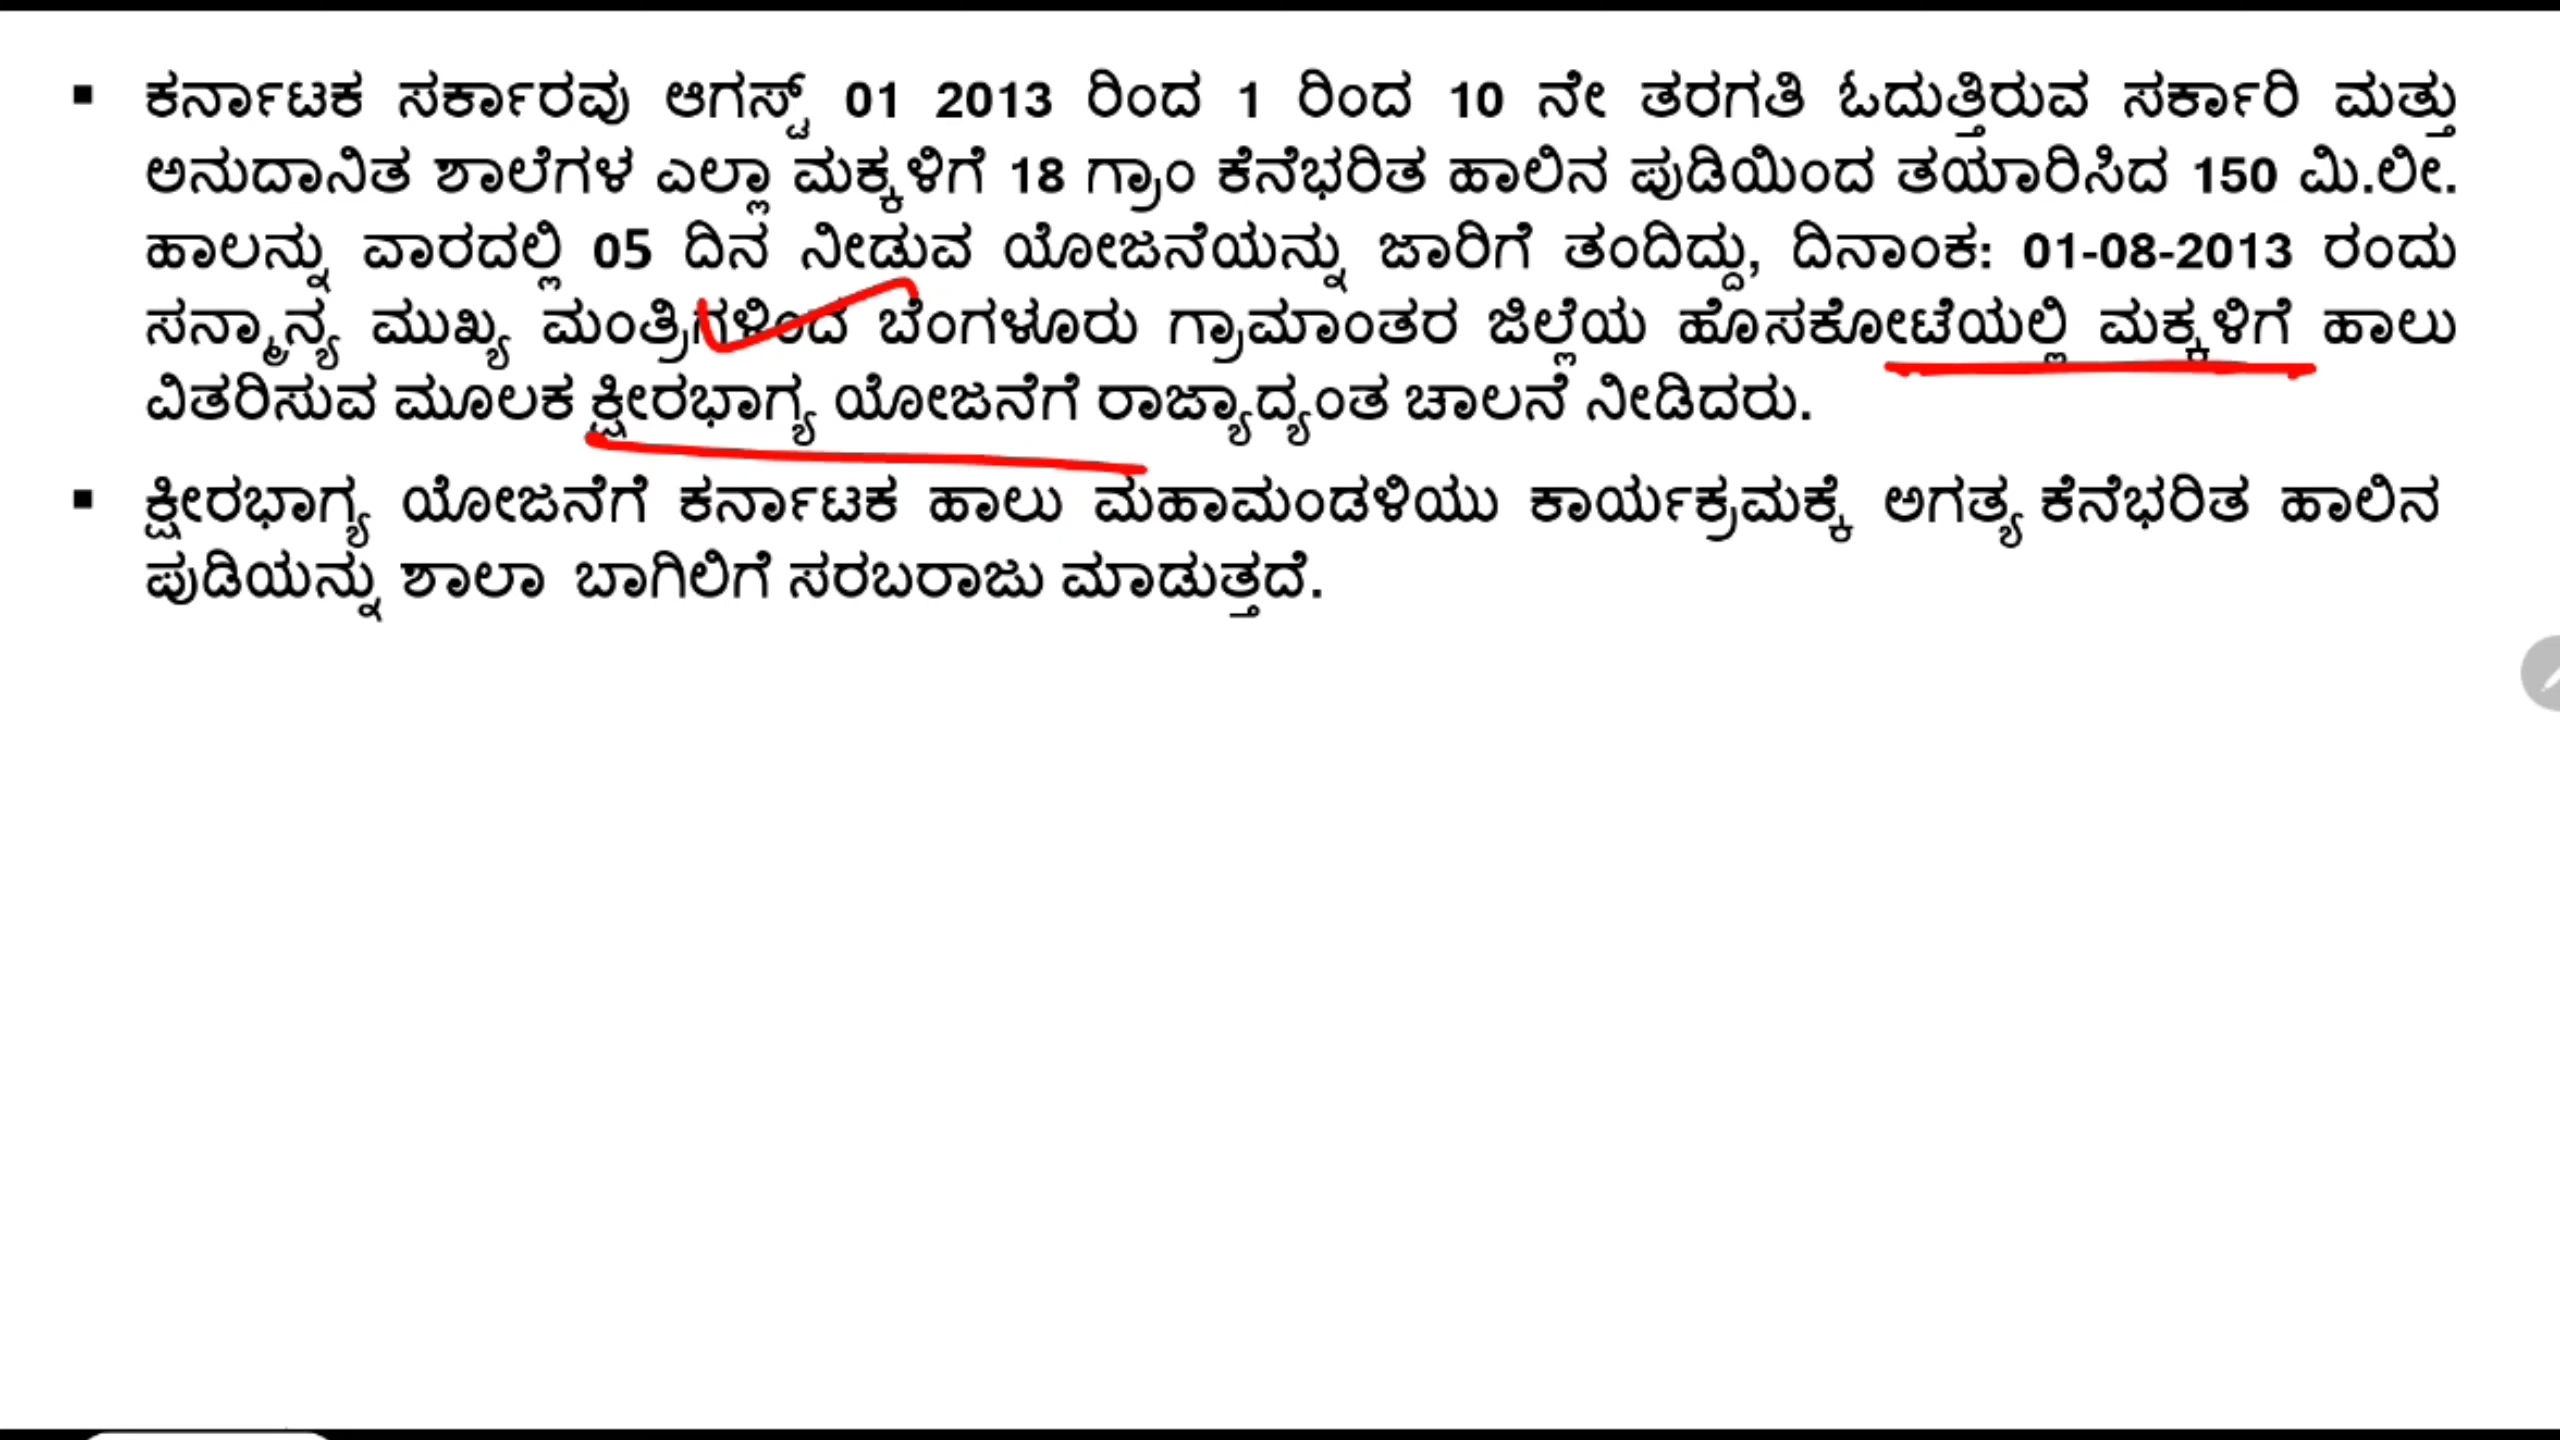 ▪ ಕರ್ನಾಟಕ ಸರ್ಕಾರವು ಆಗಸ್ಟ್ 01 2013 ರಿಂದ 1 ರಿಂದ 10 ನೇ ತರಗತಿ ಓದುತ್ತಿರುವ ಸರ್ಕಾರಿ ಮತ್ತು
ಅನುದಾನಿತ ಶಾಲೆಗಳ ಎಲ್ಲಾ ಮಕ್ಕಳಿಗೆ 18 ಗ್ರಾಂ ಕೆನೆಭರಿತ ಹಾಲಿನ ಪುಡಿಯಿಂದ ತಯಾರಿಸಿದ 150 ಮಿ.ಲೀ.
ಹಾಲನ್ನು ವಾರದಲ್ಲಿ 05 ದಿನ ನೀಡುವ ಯೋಜನೆಯನ್ನು ಜಾರಿಗೆ ತಂದಿದ್ದು, ದಿನಾಂಕ: 01-08-2013 ರಂದು
ಸನ್ಮಾನ್ಯ ಮುಖ್ಯ ಮಂತ್ರಿಗಳಿಂದ ಬೆಂಗಳೂರು ಗ್ರಾಮಾಂತರ ಜಿಲ್ಲೆಯ ಹೊಸಕೋಟೆಯಲ್ಲಿ ಮಕ್ಕಳಿಗೆ ಹಾಲು
ವಿತರಿಸುವ ಮೂಲಕ ಕ್ಷೀರಭಾಗ್ಯ ಯೋಜನೆಗೆ ರಾಜ್ಯಾದ್ಯಂತ ಚಾಲನೆ ನೀಡಿದರು.
▪ ಕ್ಷೀರಭಾಗ್ಯ ಯೋಜನೆಗೆ ಕರ್ನಾಟಕ ಹಾಲು ಮಹಾಮಂಡಳಿಯು ಕಾರ್ಯಕ್ರಮಕ್ಕೆ ಅಗತ್ಯ ಕೆನೆಭರಿತ ಹಾಲಿನ
ಪುಡಿಯನ್ನು ಶಾಲಾ ಬಾಗಿಲಿಗೆ ಸರಬರಾಜು ಮಾಡುತ್ತದೆ.